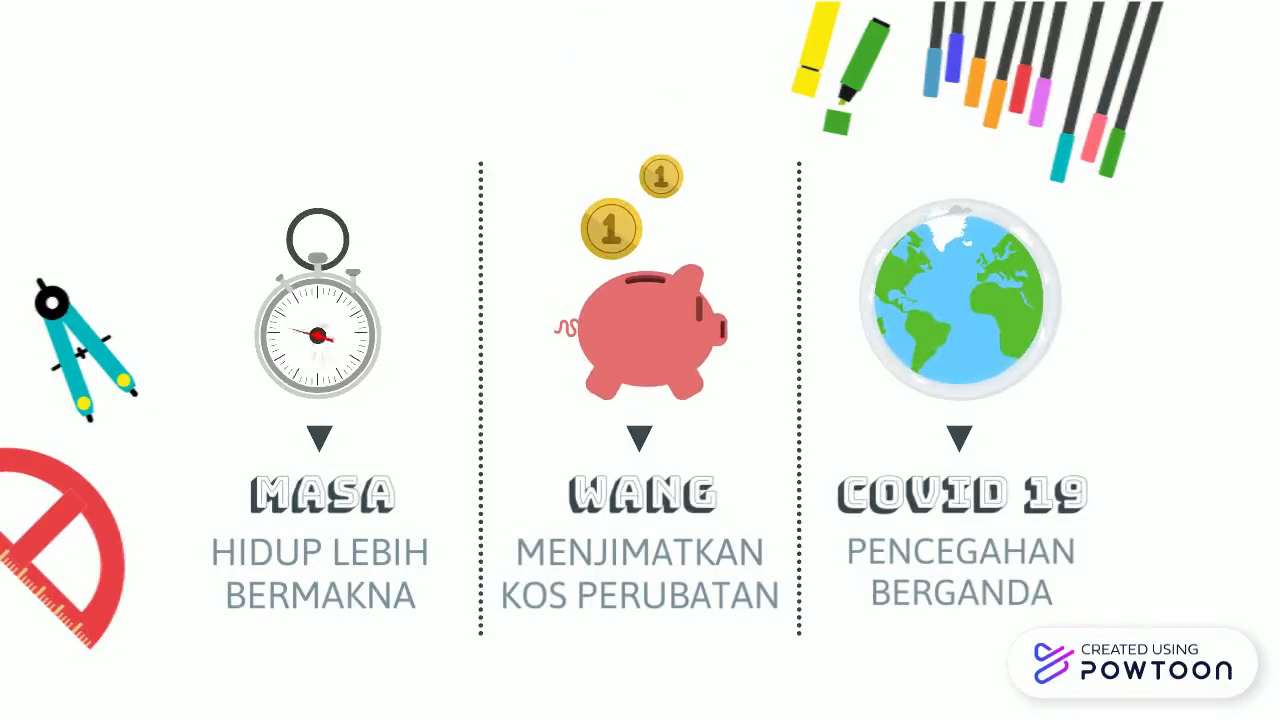 1
1
MASA
HIDUP LEBIH
BERMAKNA
WANG
MENJIMATKAN
KOS PERUBATAN
COVID 19
PENCEGAHAN
BERGANDA
CREATED USING
POWTOON